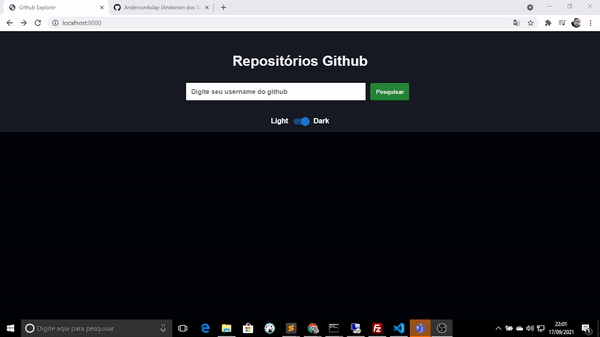 Github Explorer
AndersonAslap (Anderson dos
localhost:8080
Repositórios Github
Digite seu username do github
Pesquisar
Light
Dark
Digite aqui para pesquisar
22:01
17/09/2021